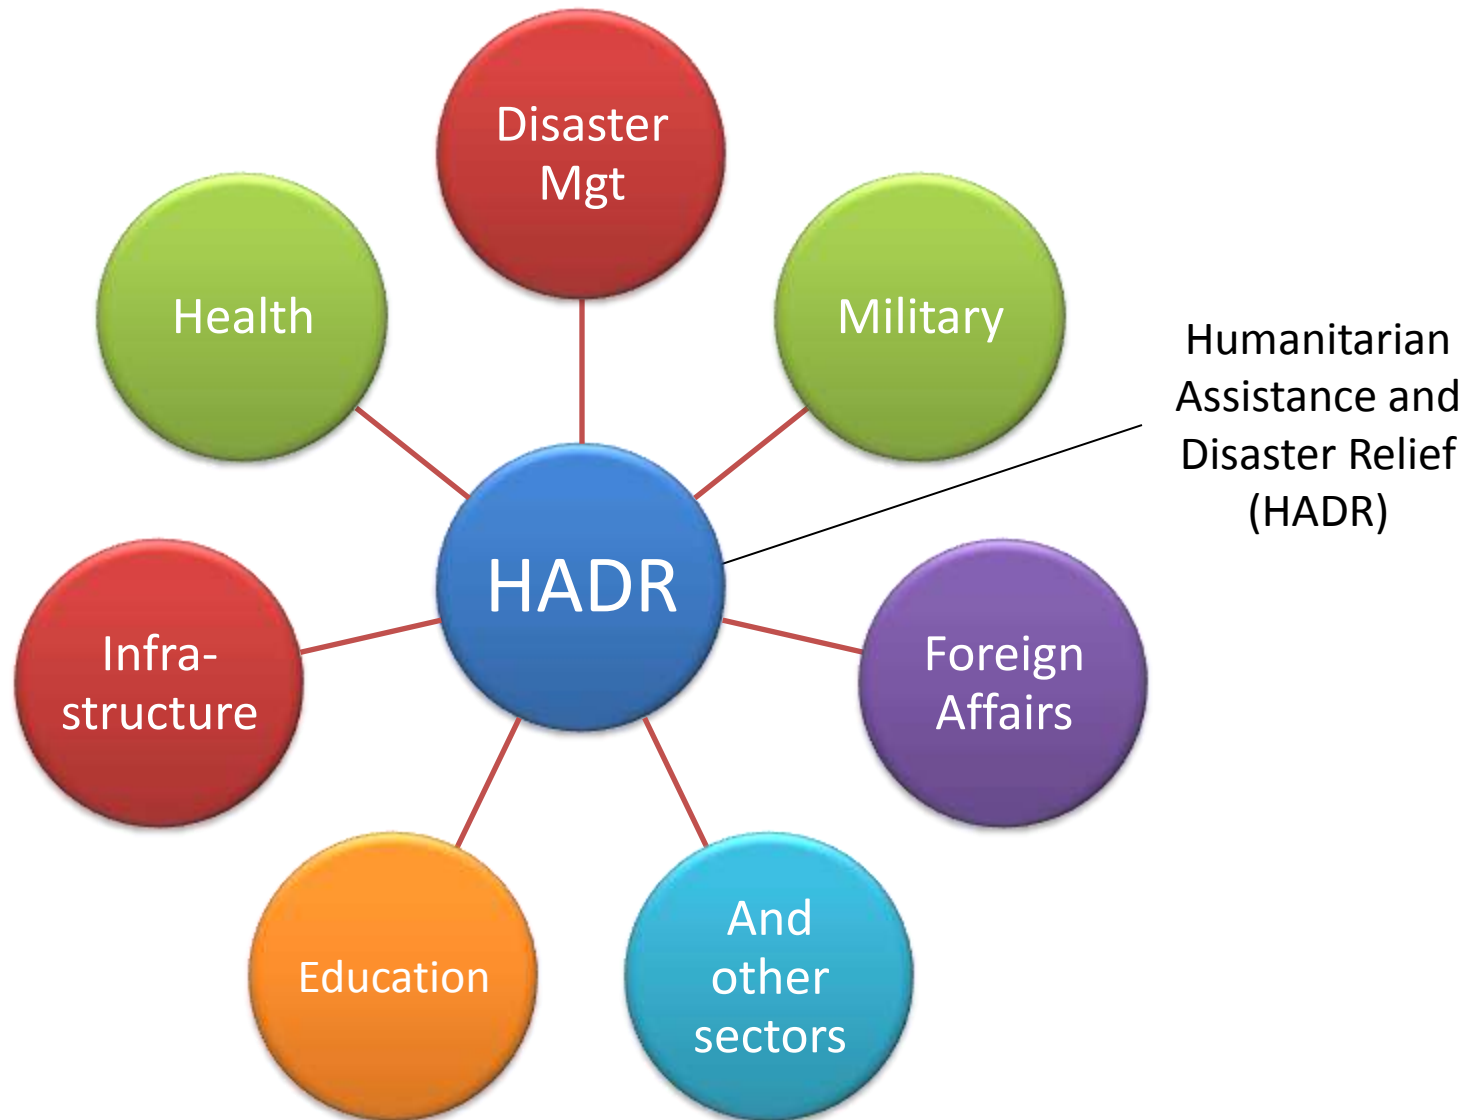 Disaster
Mgt
Health
Military
Humanitarian
Assistance and
Disaster Relief
(HADR)
HADR
Infra-
structure
Foreign
Affairs
Education
And
other
sectors